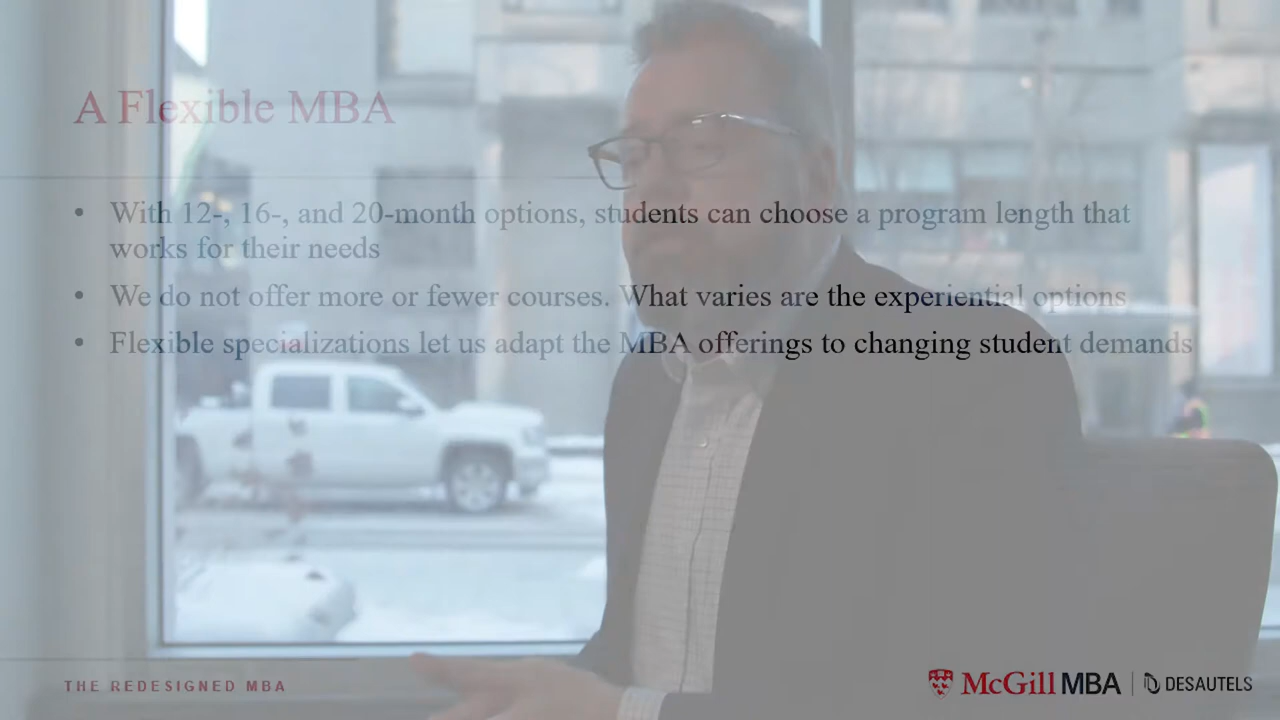 A Flexible MBA
• With 12-, 16-, and 20-month options, students can choose a program length that
works for their needs
• We do not offer more or fewer courses. What varies are the experiential options
• Flexible specializations let us adapt the MBA offerings to changing student demands
THE REDESIGNED MBA
McGill MBA | DESAUTELS